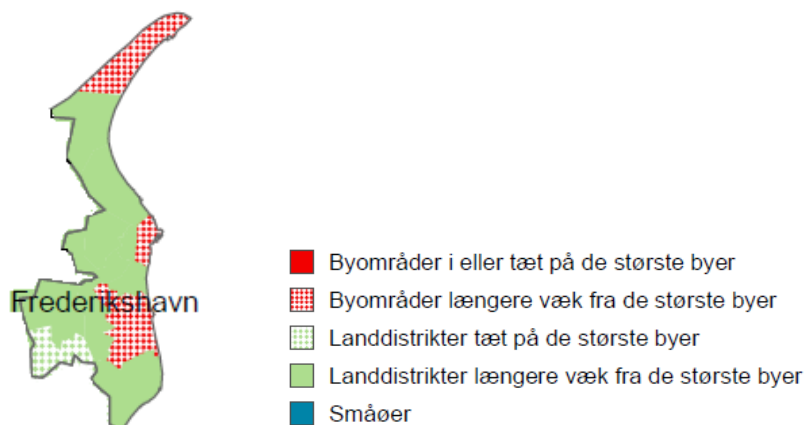 Frederikshavn
Byområder i eller tæt på de største byer
Byområder længere væk fra de største byer
Landdistrikter tæt på de største byer
Landdistrikter længere væk fra de største byer
Småøer